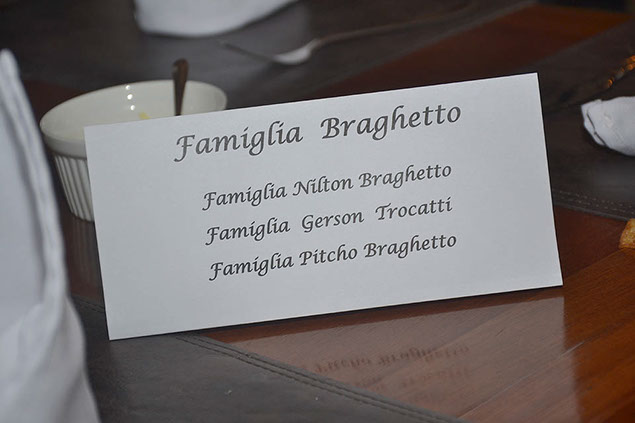 Famiglia Braghetto
Famiglia Nilton Braghetto
Famiglia Gerson Trocatti
Famiglia Pitcho Braghetto